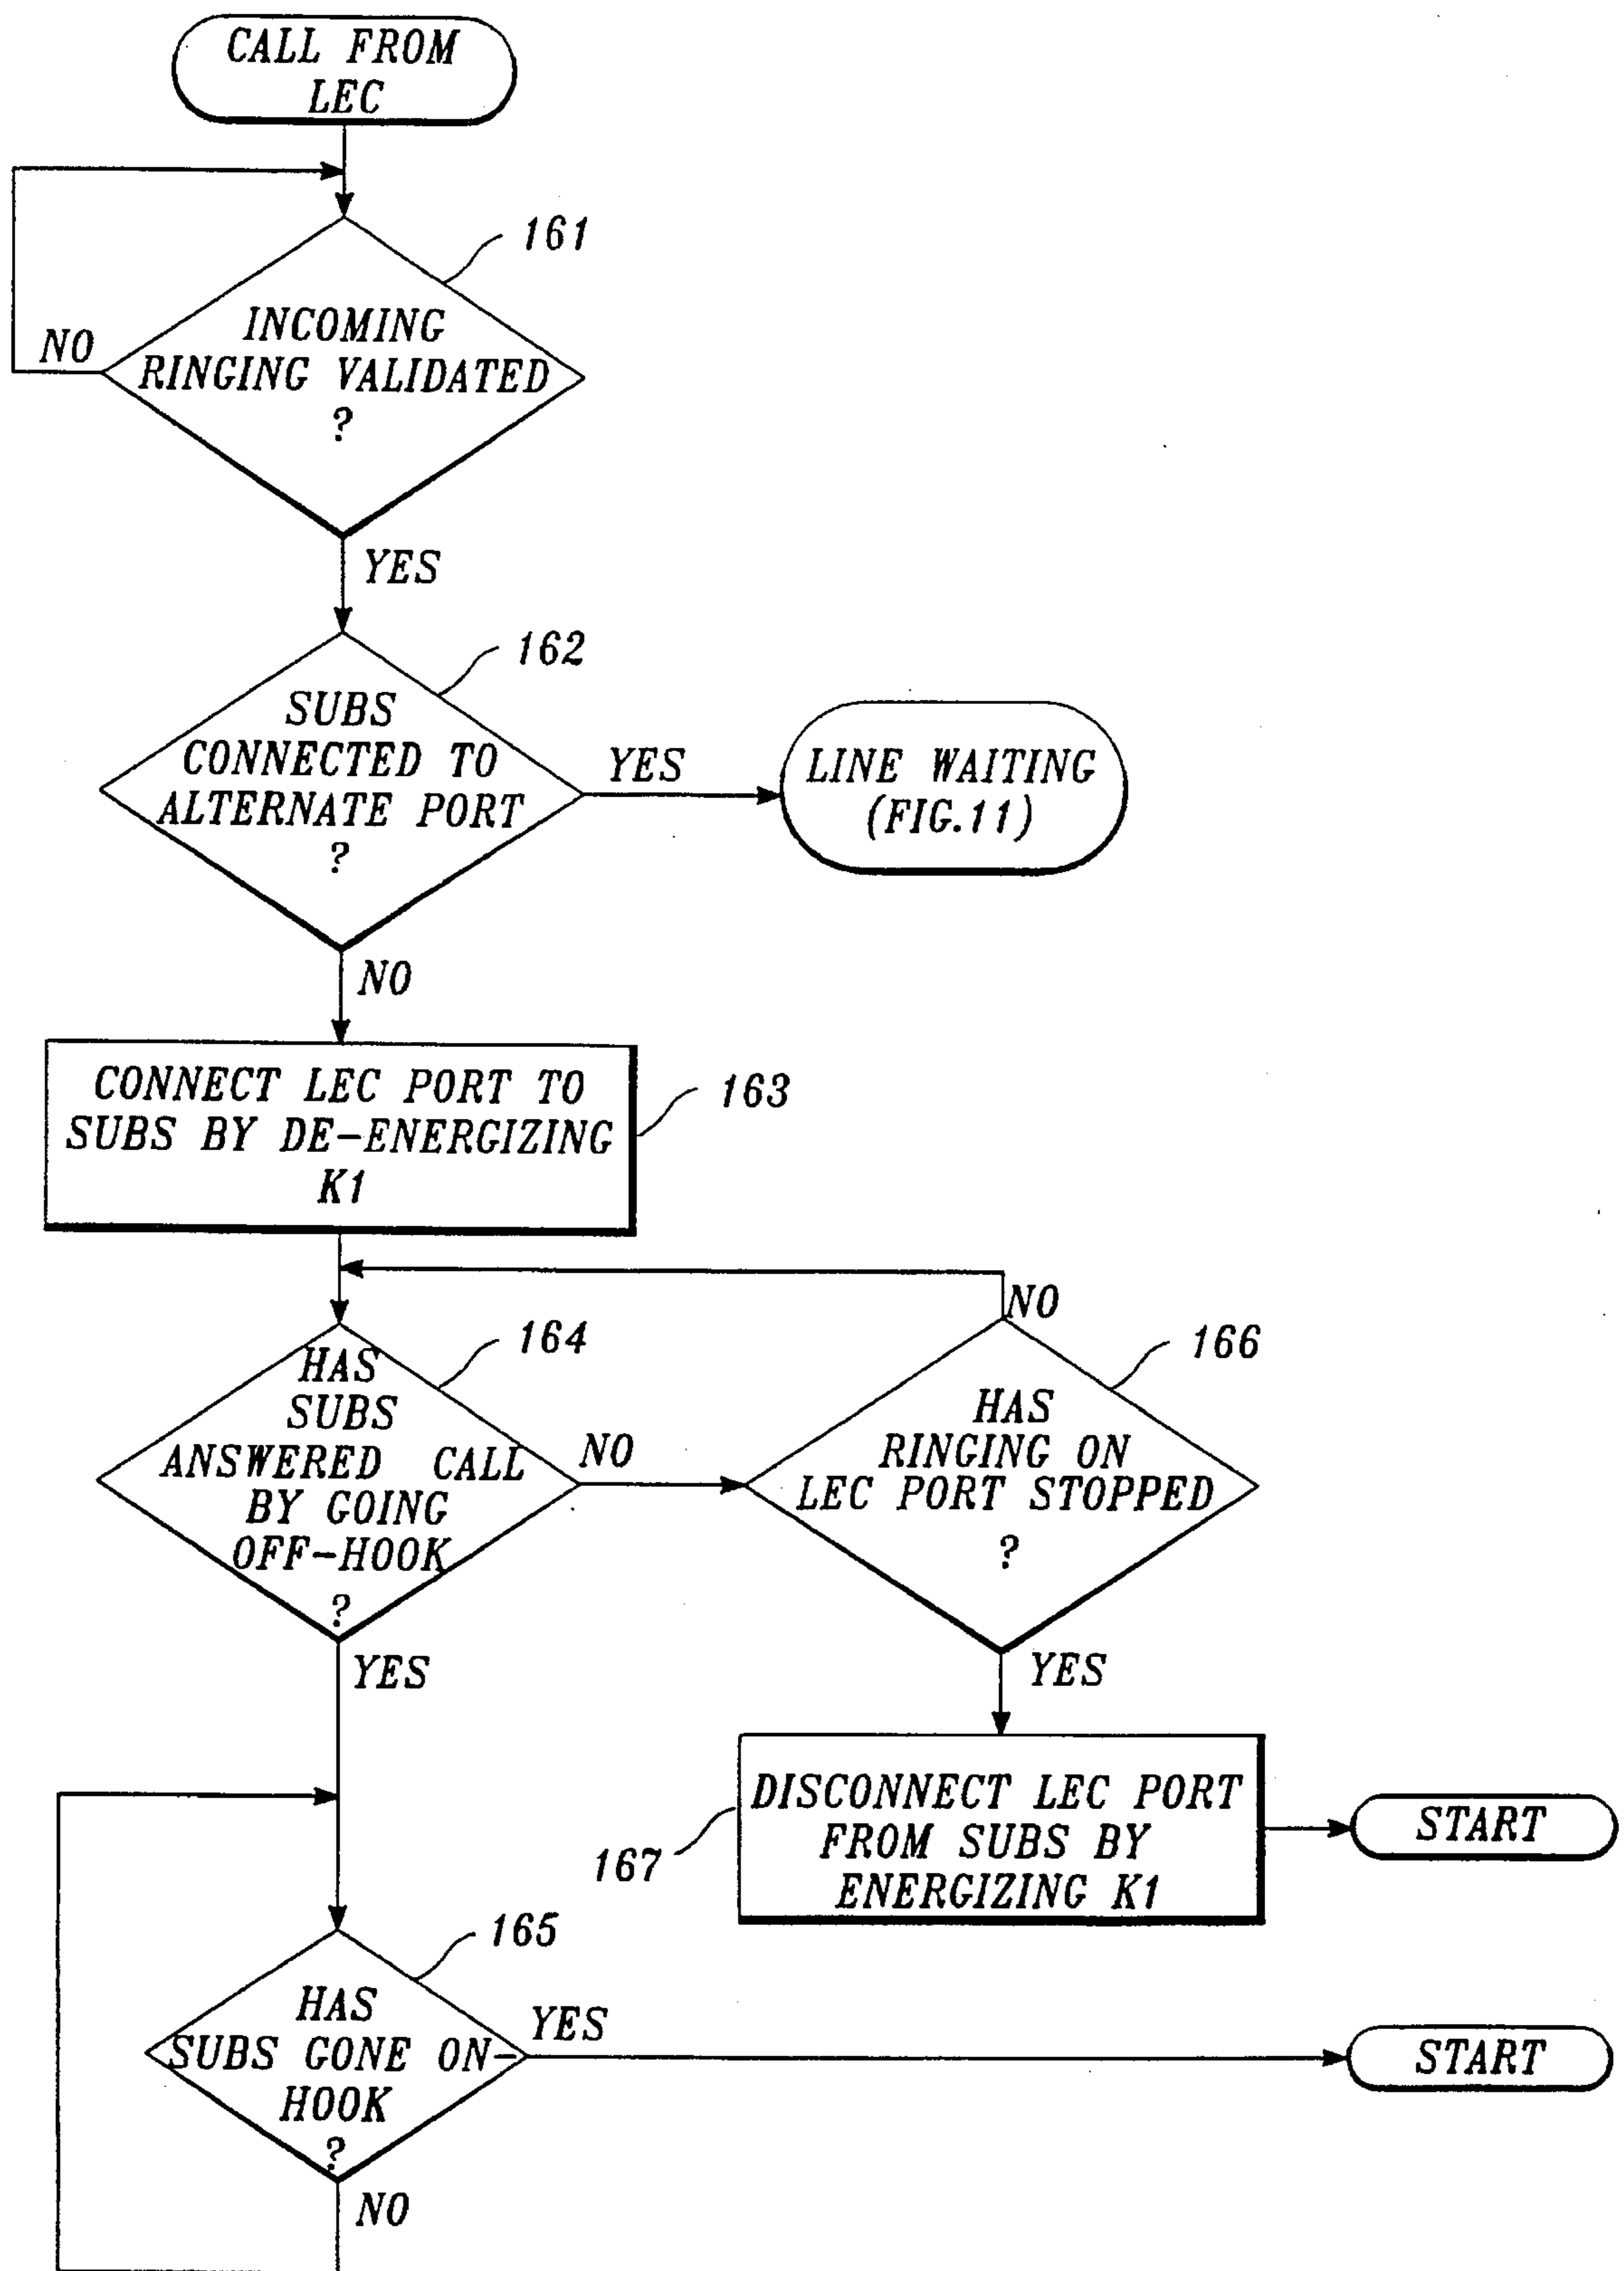 CALL FROM
LEC
161
INCOMING
RINGING VALIDATED
?
NO
YES
162
SUBS
CONNECTED TO
ALTERNATE PORT
?
YES
LINE WAITING
(FIG.11)
NO
CONNECT LEC PORT TO
SUBS BY DE-ENERGIZING
K1
163
164
HAS
SUBS
ANSWERED CALL
BY GOING
OFF-HOOK
?
NO
NO
166
HAS
RINGING ON
LEC PORT STOPPED
?
YES
YES
DISCONNECT LEC PORT
FROM SUBS BY
ENERGIZING K1
167
START
165
HAS
SUBS GONE ON-
HOOK
?
YES
START
NO